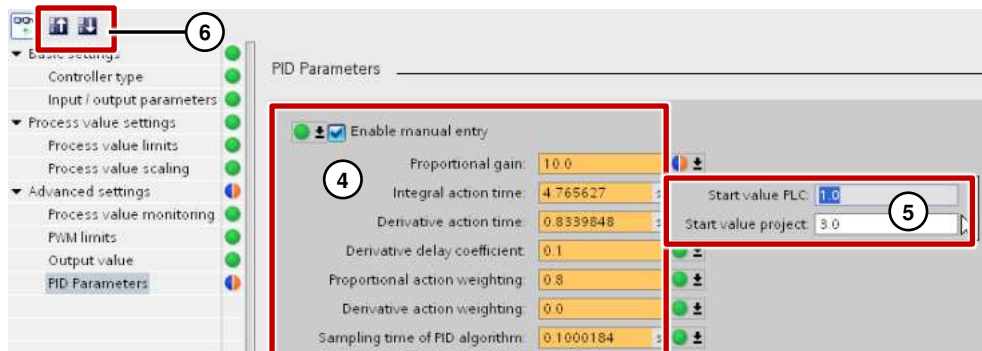 6
Basic settings
Controller type
Input / output parameters
Process value settings
Process value limits
Process value scaling
Advanced settings
Process value monitoring
PWM limits
Output value
PID Parameters
PID Parameters
Enable manual entry
4
Proportional gain: 10.0
Integral action time: 4.765627 s
Derivative action time: 0.8339848 s
Derivative delay coefficient: 0.1
Proportional action weighting: 0.8
Derivative action weighting: 0.0
Sampling time of PID algorithm: 0.1000184 s
Start value PLC: 1.0
Start value project: 3.0
5